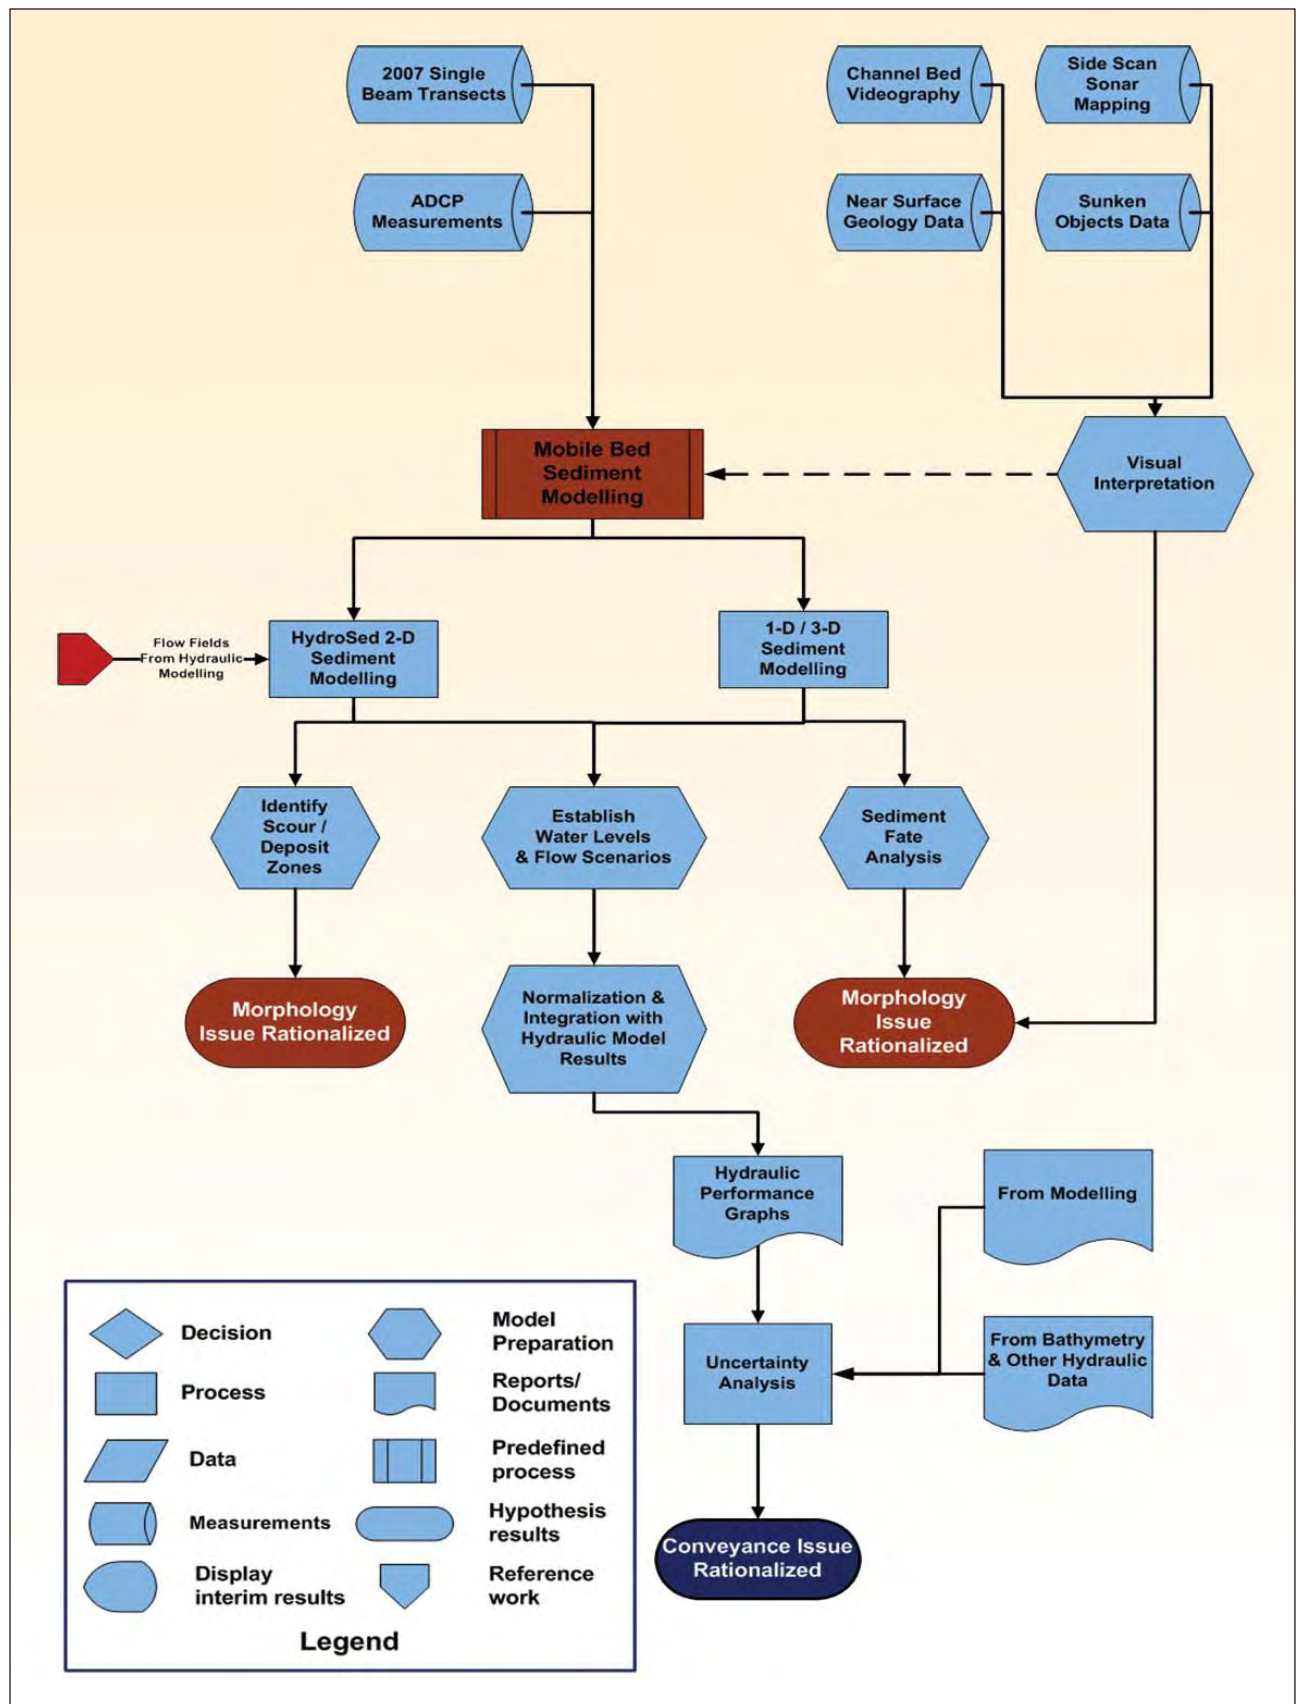 2007 Single
Beam Transects
Channel Bed
Videography
Side Scan
Sonar
Mapping
ADCP
Measurements
Near Surface
Geology Data
Sunken
Objects Data
Mobile Bed
Sediment
Modelling
Visual
Interpretation
Flow Fields
From Hydraulic
Modelling
HydroSed 2-D
Sediment
Modelling
1-D / 3-D
Sediment
Modelling
Identify
Scour /
Deposit
Zones
Establish
Water Levels
& Flow Scenarios
Sediment
Fate
Analysis
Morphology
Issue Rationalized
Normalization &
Integration with
Hydraulic Model
Results
Morphology
Issue
Rationalized
Hydraulic
Performance
Graphs
From Modelling
Uncertainty
Analysis
From Bathymetry
& Other Hydraulic
Data
Conveyance Issue
Rationalized
Decision
Model
Preparation
Process
Reports/
Documents
Data
Predefined
process
Measurements
Hypothesis
results
Display
interim results
Reference
work
Legend